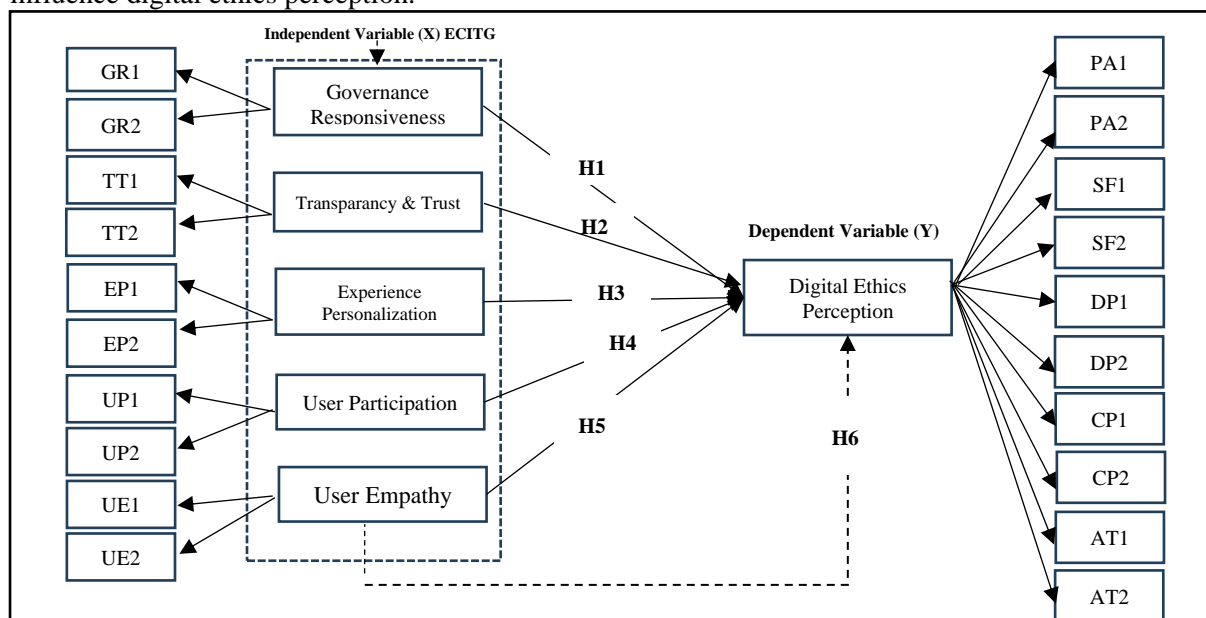 influence digital ethics perception.
Independent Variable (X) ECITG
GR1
GR2
TT1
TT2
EP1
EP2
UP1
UP2
UE1
UE2
Governance
Responsiveness
Transparancy & Trust
Experience
Personalization
User Participation
User Empathy
H1
H2
H3
H4
H5
H6
Dependent Variable (Y)
Digital Ethics
Perception
PA1
PA2
SF1
SF2
DP1
DP2
CP1
CP2
AT1
AT2